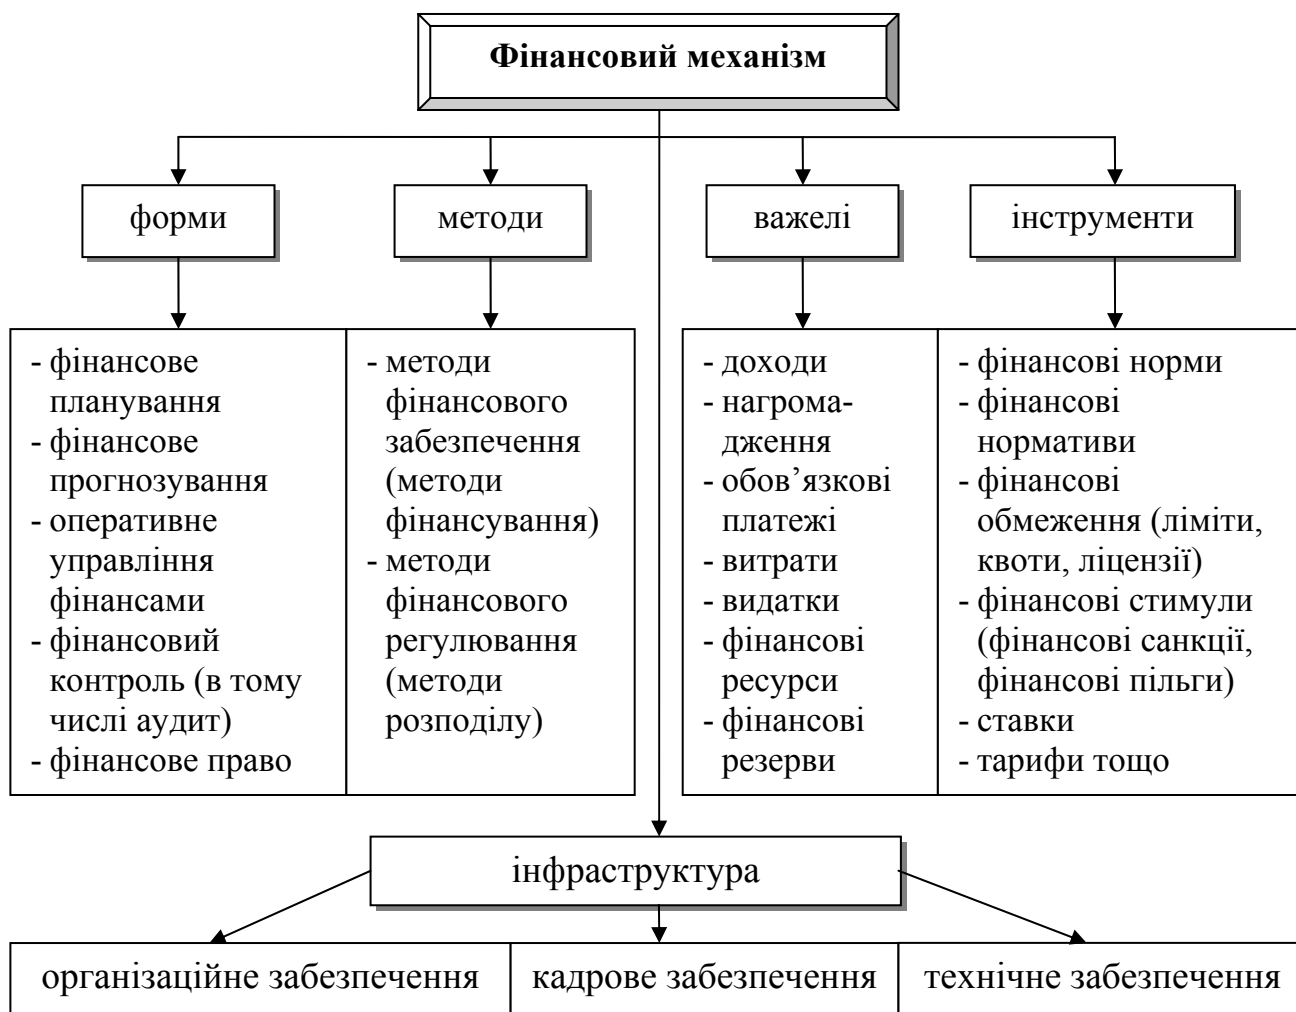 Фінансовий механізм
форми
методи
важелі
інструменти
- фінансове
планування
- фінансове
прогнозування
- оперативне
управління
фінансами
- фінансовий
контроль (в тому
числі аудит)
- фінансове право
- методи
фінансового
забезпечення
(методи
фінансування)
- методи
фінансового
регулювання
(методи
розподілу)
- доходи
- нагрома-
дження
- обов’язкові
платежі
- витрати
- видатки
- фінансові
ресурси
- фінансові
резерви
- фінансові норми
- фінансові
нормативи
- фінансові
обмеження (ліміти,
квоти, ліцензії)
- фінансові стимули
(фінансові санкції,
фінансові пільги)
- ставки
- тарифи тощо
інфраструктура
організаційне забезпечення
кадрове забезпечення
технічне забезпечення